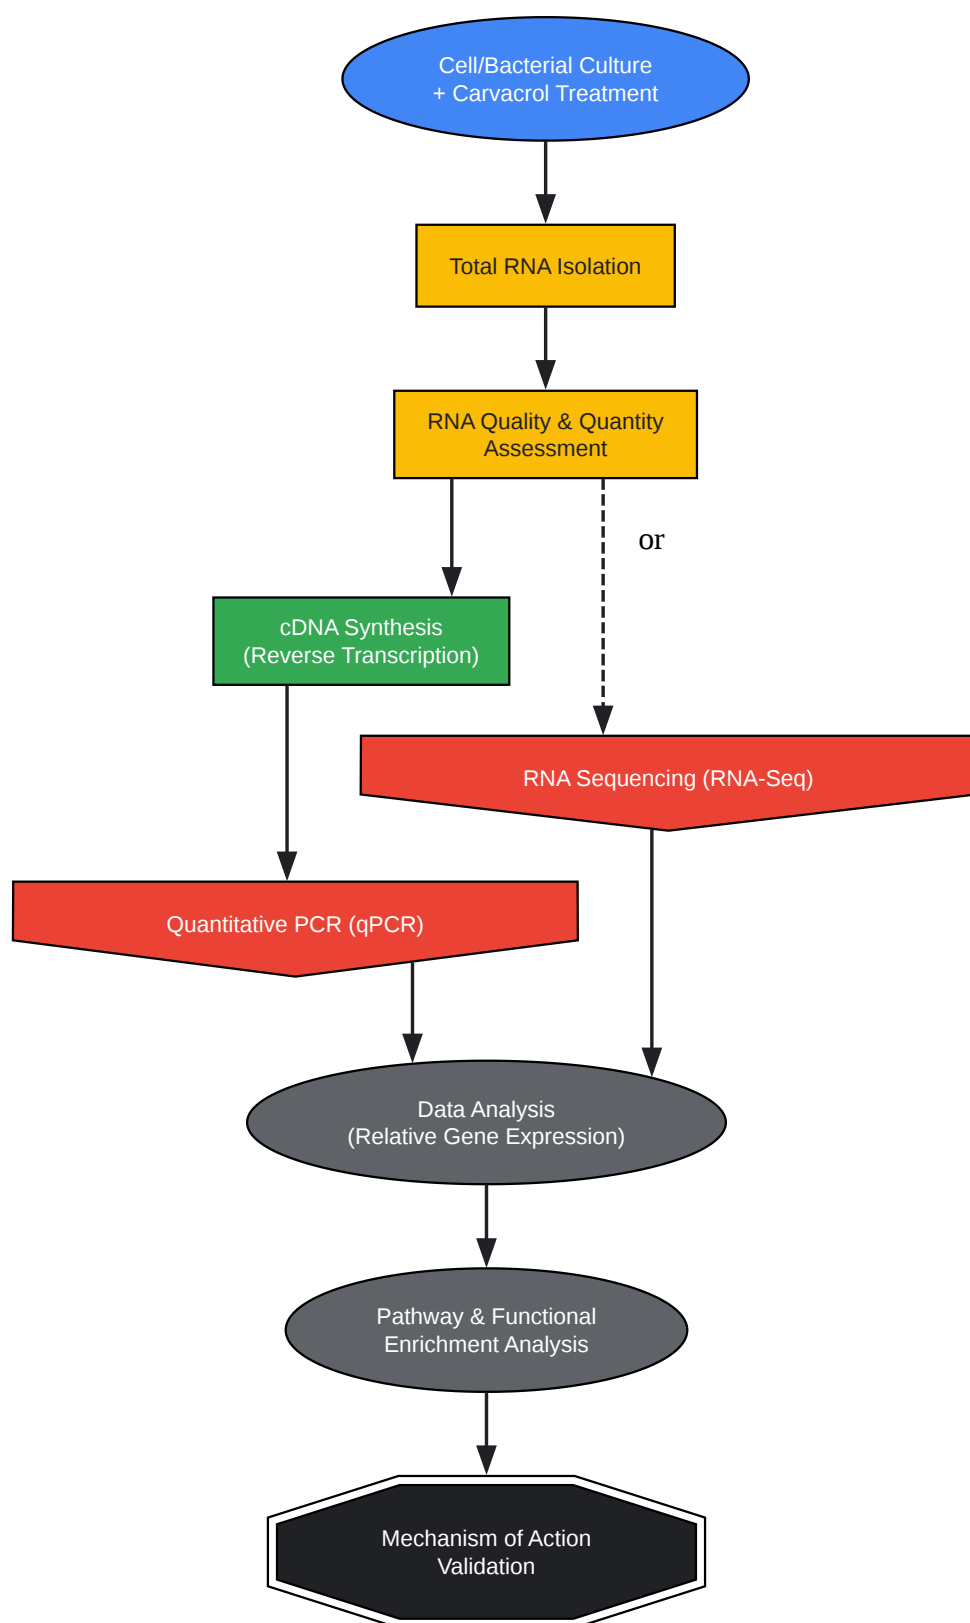 Cell/Bacterial Culture
+ Carvacrol Treatment
Total RNA Isolation
RNA Quality & Quantity
Assessment
or
cDNA Synthesis
(Reverse Transcription)
RNA Sequencing (RNA-Seq)
Quantitative PCR (qPCR)
Data Analysis
(Relative Gene Expression)
Pathway & Functional
Enrichment Analysis
Mechanism of Action
Validation